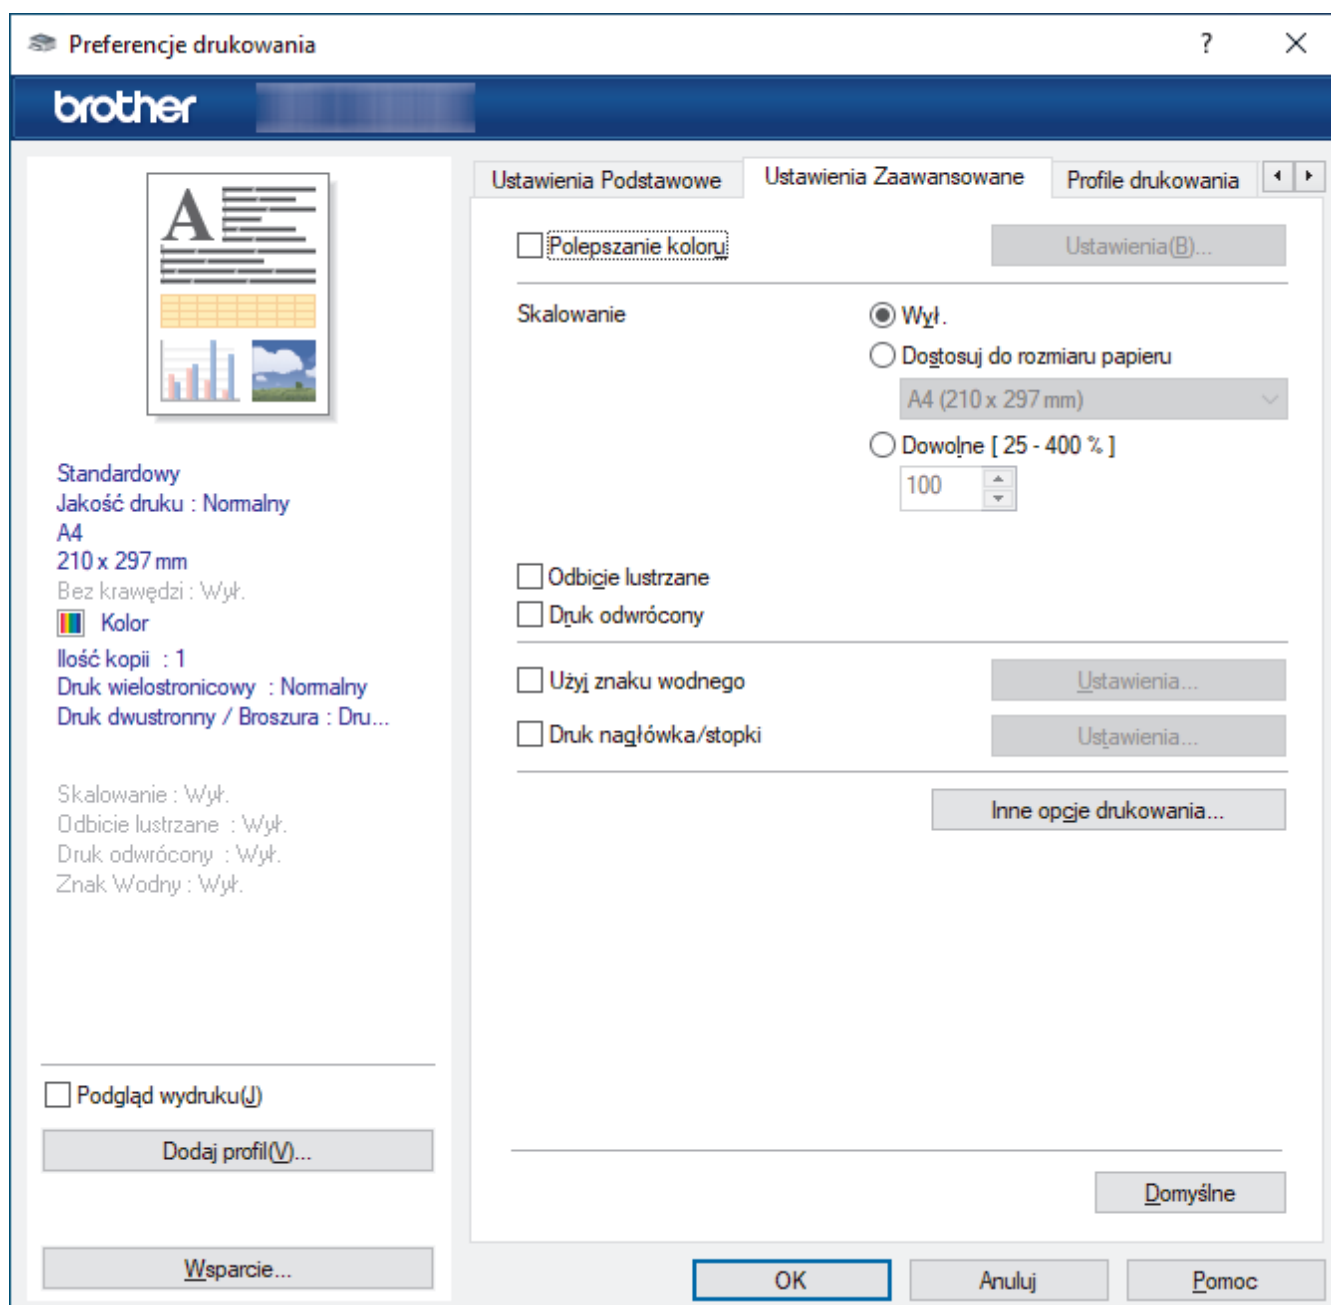 Preferencje drukowania
brother
Ustawienia Podstawowe
Ustawienia Zaawansowane
Profile drukowania
A
Standardowy
Jakość druku : Normalny
A4
210 x 297 mm
Bez krawędzi : Wył.
Kolor
Ilość kopii : 1
Druk wielostronicowy : Normalny
Druk dwustronny / Broszura : Dru...
Skalowanie : Wył.
Odbicie lustrzane : Wył.
Druk odwrócony : Wył.
Znak Wodny : Wył.
Podgląd wydruku(J)
Dodaj profil(V)...
Wsparcie...
Polepszanie koloru
Ustawienia(B)...
Skalowanie
Wył.
Dostosuj do rozmiaru papieru
A4 (210 x 297 mm)
Dowolne [ 25 - 400 % ]
100
Odbicie lustrzane
Druk odwrócony
Użyj znaku wodnego
Ustawienia...
Druk nagłówka/stopki
Ustawienia...
Inne opcje drukowania...
Domyślne
OK
Anuluj
Pomoc